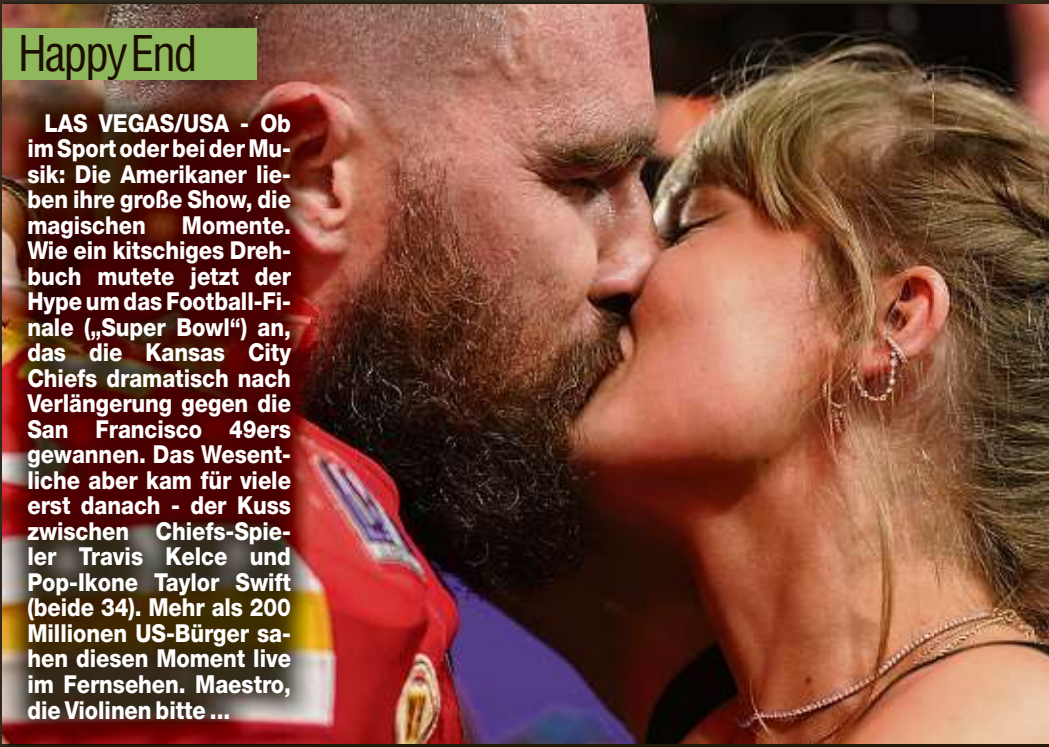 Happy End
LAS VEGAS/USA - Ob
im Sport oder bei der Mu-
sik: Die Amerikaner lie-
ben ihre große Show, die
magischen Momente.
Wie ein kitschiges Dreh-
buch mutete jetzt der
Hype um das Football-Fi-
nale („Super Bowl“) an,
das die Kansas City
Chiefs dramatisch nach
Verlängerung gegen die
San Francisco 49ers
gewannen. Das Wesent-
liche aber kam für viele
erst danach - der Kuss
zwischen Chiefs-Spie-
ler Travis Kelce und
Pop-Ikone Taylor Swift
(beide 34). Mehr als 200
Millionen US-Bürger sa-
hen diesen Moment live
im Fernsehen. Maestro,
die Violinen bitte ...